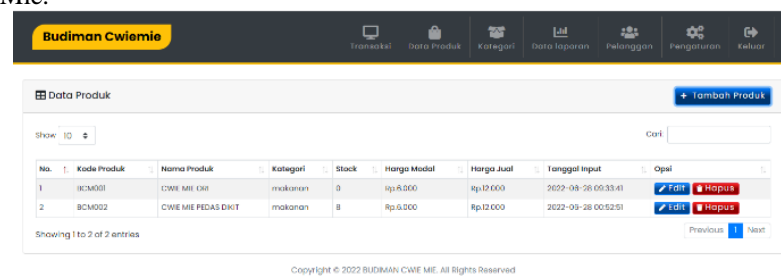 Mie.
Budiman Cwiemie
Transaksi Data Produk Kategori Data laporan Pelanggan Pengaturan Keluar
Data Produk + Tambah Produk
Show 10 Cari:
No. Kode Produk Nama Produk Kategori Stock Harga Modal Harga Jual Tanggal Input Opsi
1 BCM001 CWIE MIE ORI makanan 0 Rp.6.000 Rp.12.000 2022-08-28 09:33:41 Edit Hapus
2 BCM002 CWIE MIE PEDAS DIKIT makanan 8 Rp.6.000 Rp.12.000 00:52:51 Edit Hapus
Showing 1 to 2 of 2 entries Previous 1 Next
Copyright © 2022 BUDIMAN CWIE MIE. All Rights Reserved